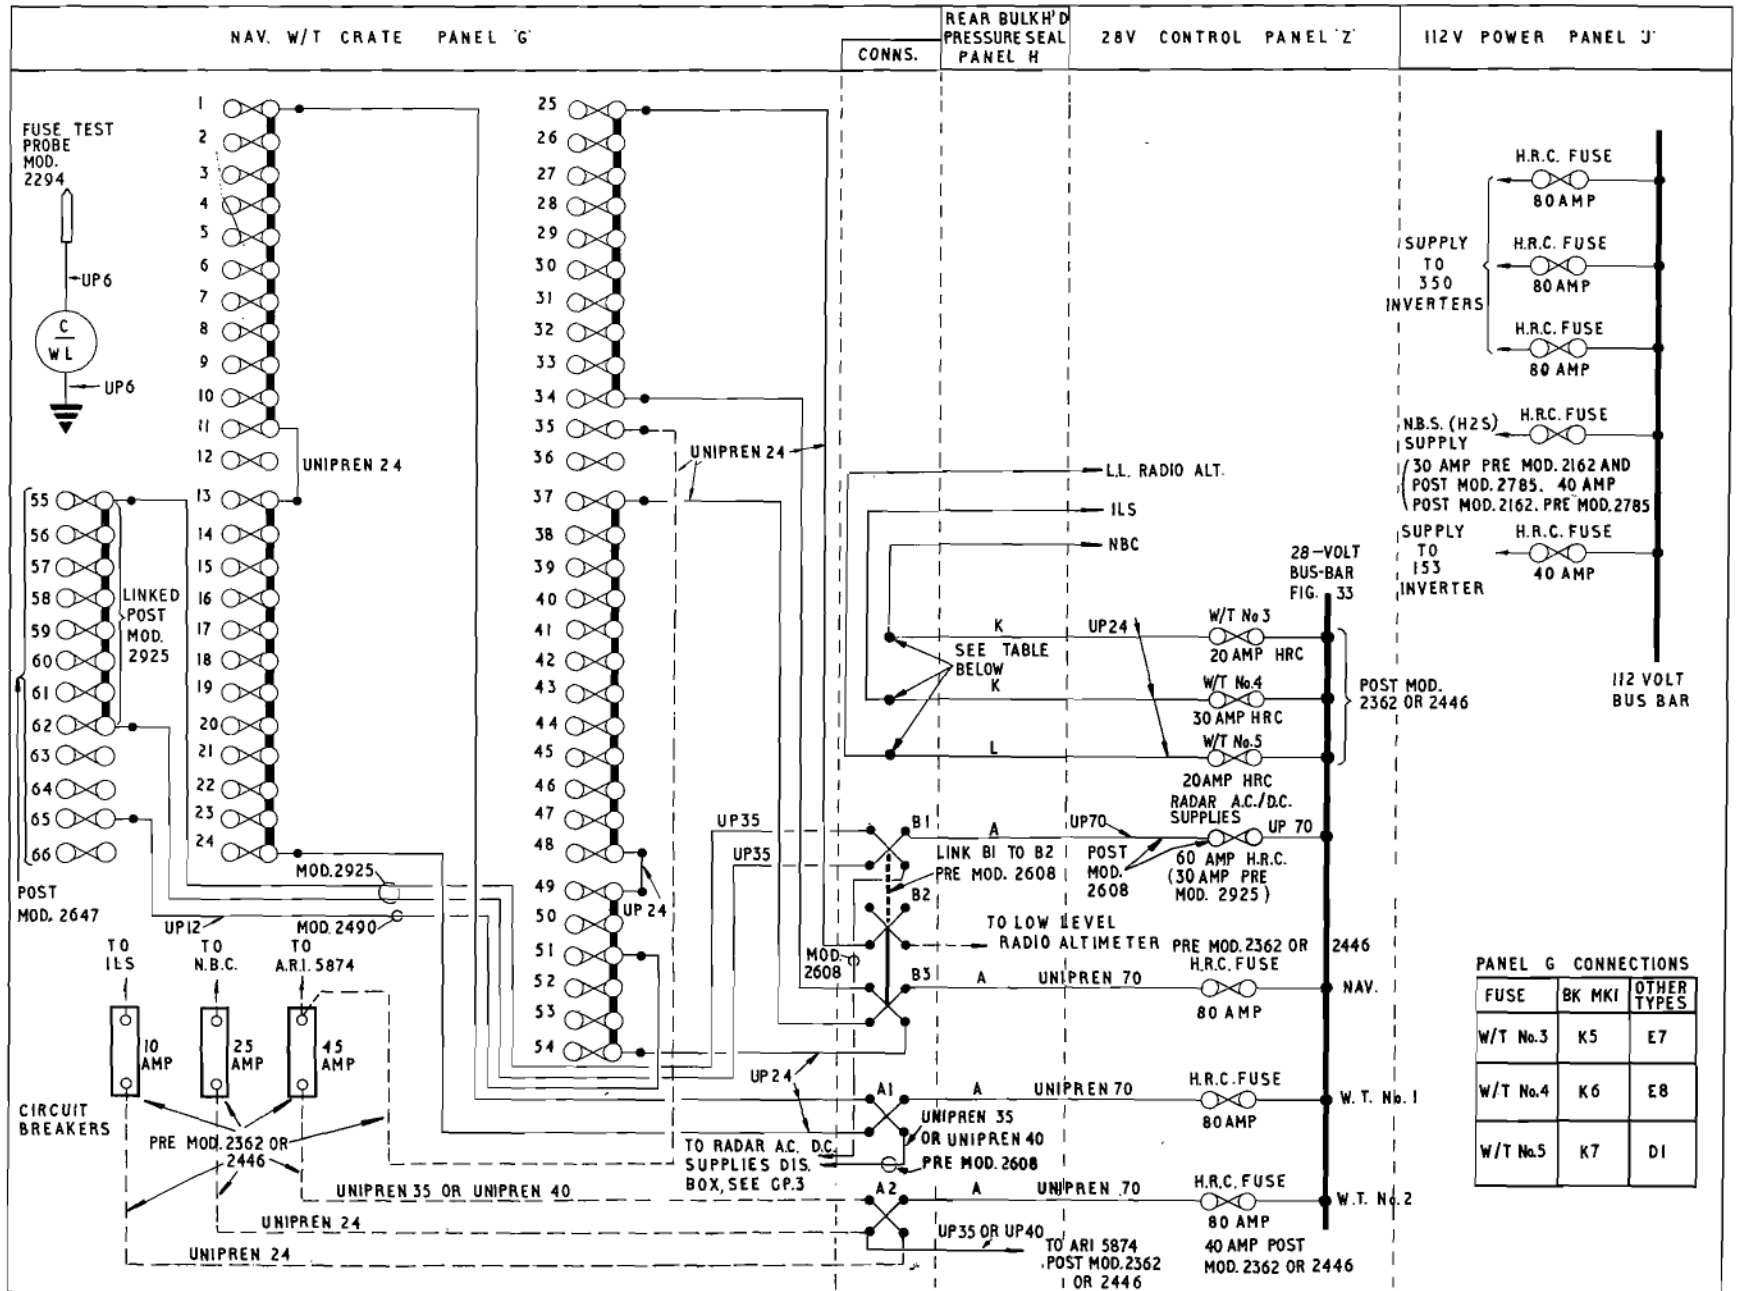 NAV. W/T CRATE PANEL 'G'
CONNS.
REAR BULKH'D
PRESSURE SEAL
PANEL H
28V CONTROL PANEL 'Z'
112V POWER PANEL 'J'
FUSE TEST
PROBE
MOD.
2294
UP6
C
WL
UP6
1
2
3
4
5
6
7
8
9
10
11
12
UNIPREN 24
13
14
15
16
17
18
19
20
21
22
23
24
25
26
27
28
29
30
31
32
33
34
35
36
UNIPREN 24
37
38
39
40
41
42
43
44
45
46
47
48
49
UP 24
50
51
52
53
54
55
56
57
58
59
60
61
62
63
64
65
66
LINKED
POST
MOD.
2925
POST
MOD. 2647
MOD. 2925
UP12
MOD. 2490
TO
ILS
TO
N.B.C.
TO
A.R.I. 5874
10
AMP
25
AMP
45
AMP
CIRCUIT
BREAKERS
PRE MOD. 2362 OR
2446
UNIPREN 35 OR UNIPREN 40
UNIPREN 24
UNIPREN 24
UP35
UP35
UP24
L.L. RADIO ALT.
ILS
NBC
K
SEE TABLE
BELOW
K
L
UP24
28-VOLT
BUS-BAR
FIG. 33
W/T No 3
20 AMP HRC
W/T No.4
30 AMP HRC
W/T No.5
20AMP HRC
POST MOD.
2362 OR 2446
RADAR A.C./D.C.
SUPPLIES
B1
A
UP70
UP 70
LINK B1 TO B2
PRE MOD. 2608
POST
MOD.
2608
60 AMP H.R.C.
(30 AMP PRE
MOD. 2925)
B2
TO LOW LEVEL
RADIO ALTIMETER PRE MOD. 2362 OR 2446
MOD.
2608
B3
A
UNIPREN 70
H.R.C. FUSE
80 AMP
NAV.
A1
A
UNIPREN 70
H.R.C. FUSE
80AMP
W. T. No. 1
UNIPREN 35
OR UNIPREN 40
PRE MOD. 2608
TO RADAR A.C. D.C.
SUPPLIES DIS.
BOX, SEE GP.3
A2
A
UNIPREN 70
H.R.C. FUSE
80 AMP
40 AMP POST
MOD. 2362 OR 2446
W.T. No.2
UP35 OR UP40
TO ARI 5874
POST MOD.2362
OR 2446
H.R.C. FUSE
80AMP
H.R.C. FUSE
80AMP
H.R.C. FUSE
80 AMP
SUPPLY
TO
350
INVERTERS
N.B.S. (H2S)
SUPPLY
H.R.C. FUSE
(30 AMP PRE MOD. 2162 AND
POST MOD. 2785. 40 AMP
POST MOD. 2162. PRE MOD. 2785
SUPPLY
TO
153
INVERTER
H.R.C. FUSE
40 AMP
112 VOLT
BUS BAR
PANEL G CONNECTIONS
FUSE BK MK1 OTHER TYPES
W/T No.3 K5 E7
W/T No.4 K6 E8
W/T No.5 K7 D1